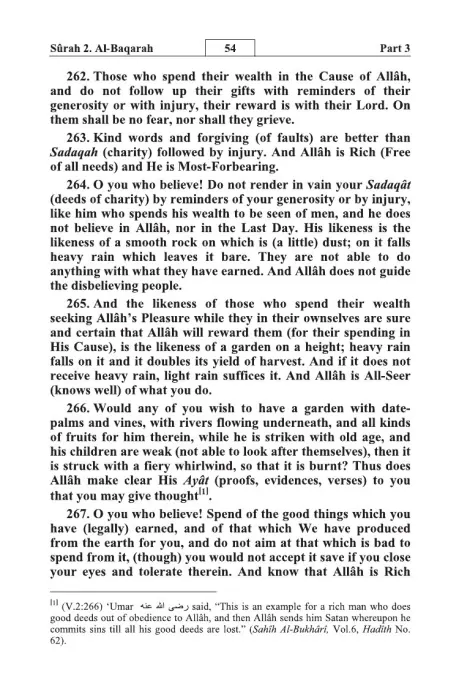 Sûrah 2. Al-Baqarah 54 Part 3
262. Those who spend their wealth in the Cause of Allâh,
and do not follow up their gifts with reminders of their
generosity or with injury, their reward is with their Lord. On
them shall be no fear, nor shall they grieve.
263. Kind words and forgiving (of faults) are better than
Sadaqah (charity) followed by injury. And Allâh is Rich (Free
of all needs) and He is Most-Forbearing.
264. O you who believe! Do not render in vain your Sadaqât
(deeds of charity) by reminders of your generosity or by injury,
like him who spends his wealth to be seen of men, and he does
not believe in Allâh, nor in the Last Day. His likeness is the
likeness of a smooth rock on which is (a little) dust; on it falls
heavy rain which leaves it bare. They are not able to do
anything with what they have earned. And Allâh does not guide
the disbelieving people.
265. And the likeness of those who spend their wealth
seeking Allâh's Pleasure while they in their ownselves are sure
and certain that Allâh will reward them (for their spending in
His Cause), is the likeness of a garden on a height; heavy rain
falls on it and it doubles its yield of harvest. And if it does not
receive heavy rain, light rain suffices it. And Allâh is All-Seer
(knows well) of what you do.
266. Would any of you wish to have a garden with date-
palms and vines, with rivers flowing underneath, and all kinds
of fruits for him therein, while he is striken with old age, and
his children are weak (not able to look after themselves), then it
is struck with a fiery whirlwind, so that it is burnt? Thus does
Allâh make clear His Ayât (proofs, evidences, verses) to you
that you may give thought[1].
267. O you who believe! Spend of the good things which you
have (legally) earned, and of that which We have produced
from the earth for you, and do not aim at that which is bad to
spend from it, (though) you would not accept it save if you close
your eyes and tolerate therein. And know that Allâh is Rich
[1] (V.2:266) 'Umar رضى الله عنه said, "This is an example for a rich man who does
good deeds out of obedience to Allâh, and then Allâh sends him Satan whereupon he
commits sins till all his good deeds are lost." (Sahîh Al-Bukhârî, Vol.6, Hadîth No.
62).